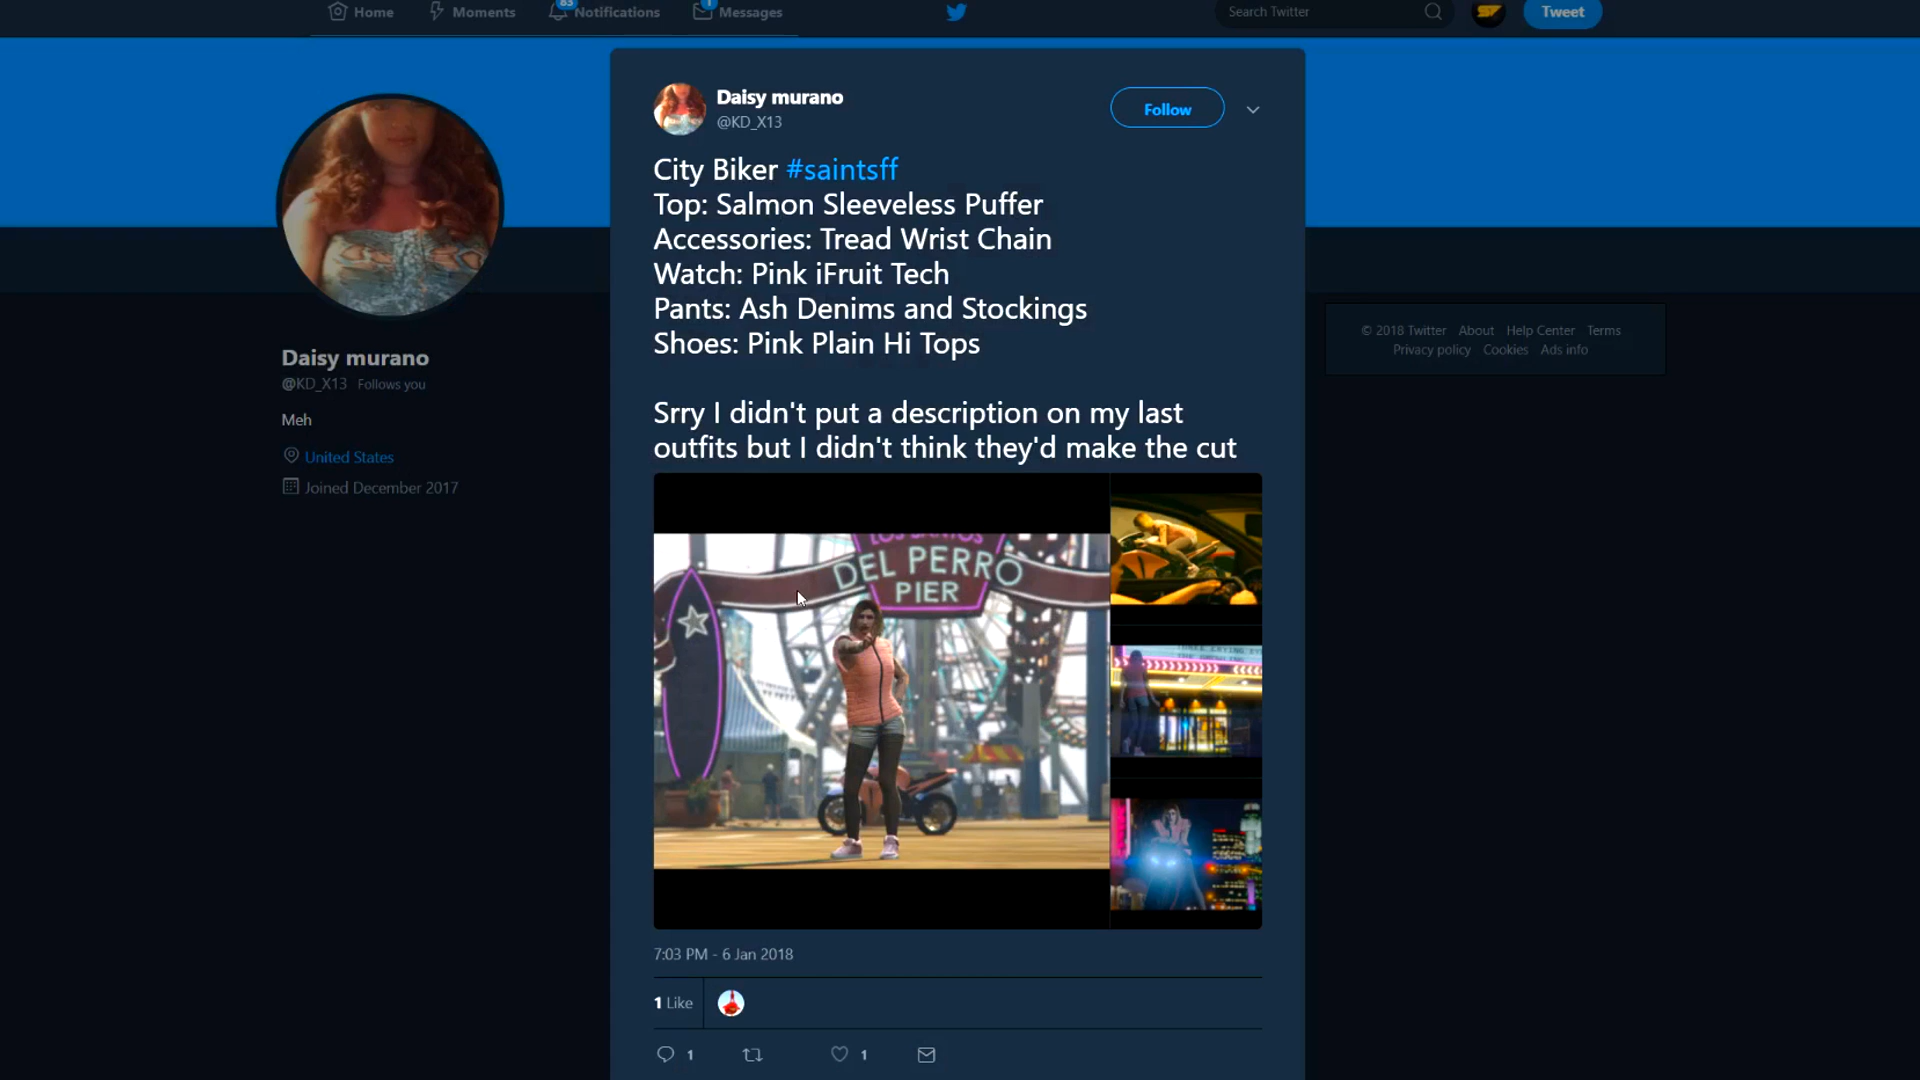 Home
Moments
83
Notifications
1
Messages
Search Twitter
Tweet
Daisy murano
@KD_X13
Follow
City Biker #saintsff
Top: Salmon Sleeveless Puffer
Accessories: Tread Wrist Chain
Watch: Pink iFruit Tech
Pants: Ash Denims and Stockings
Shoes: Pink Plain Hi Tops
Srry I didn't put a description on my last
outfits but I didn't think they'd make the cut
LOS SANTOS
DEL PERRO
PIER
7:03 PM - 6 Jan 2018
1 Like
1
1
Daisy murano
@KD_X13 Follows you
Meh
United States
Joined December 2017
© 2018 Twitter About Help Center Terms
Privacy policy Cookies Ads info